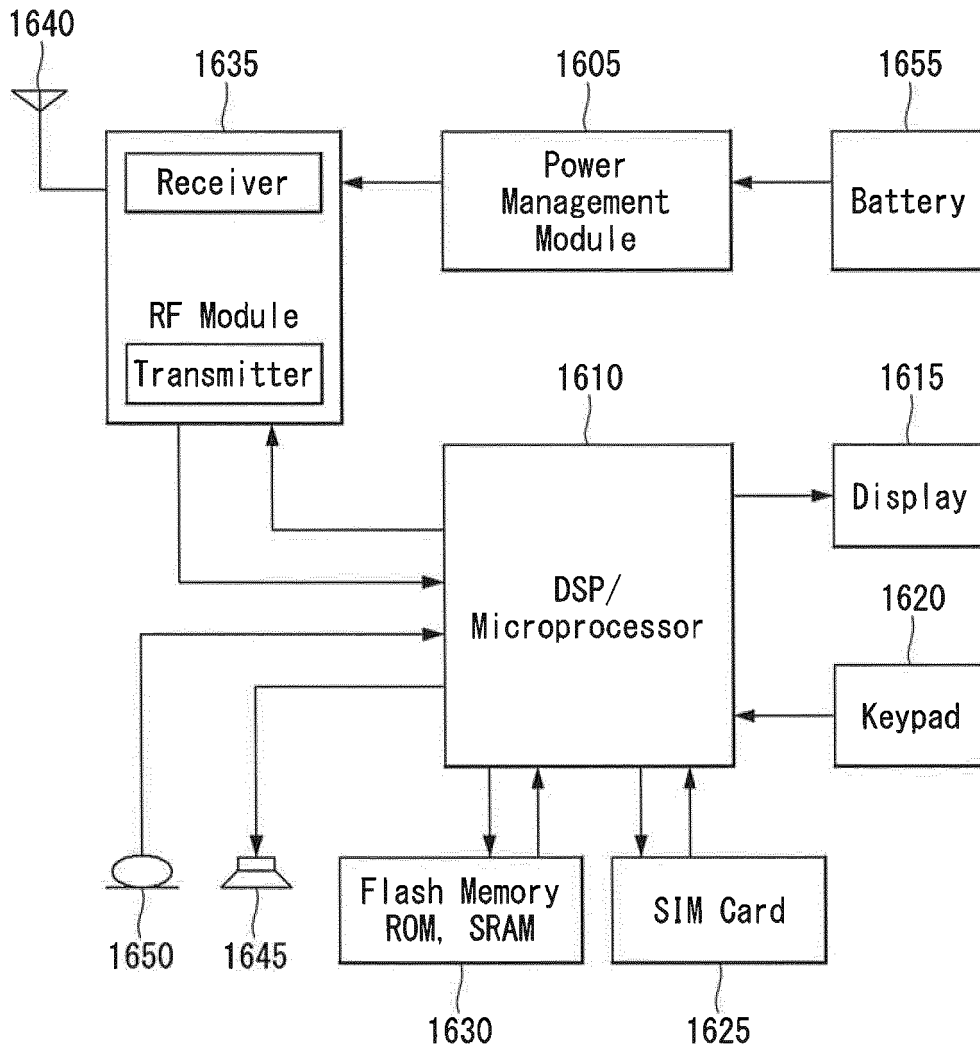 1640
1635
1605
1655
Receiver
RF Module
Transmitter
Power
Management
Module
Battery
1610
1615
DSP/
Microprocessor
Display
1620
Keypad
1650
1645
Flash Memory
ROM, SRAM
SIM Card
1630
1625